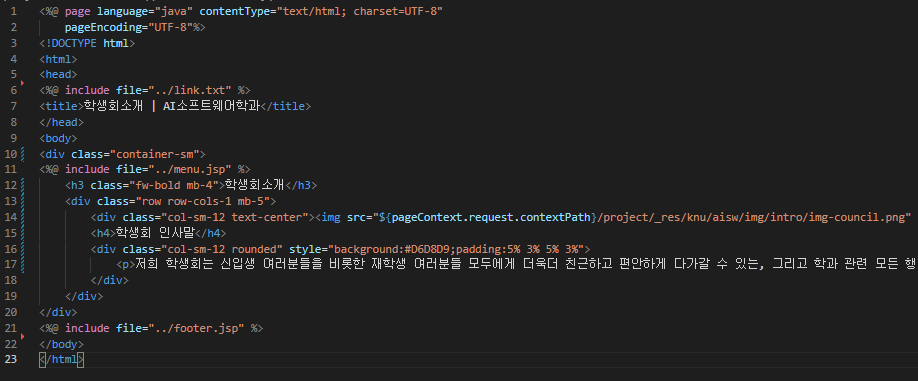 1 <%@ page language="java" contentType="text/html; charset=UTF-8"
2 pageEncoding="UTF-8"%>
3 <!DOCTYPE html>
4 <html>
5 <head>
6 <%@ include file="../link.txt" %>
7 <title>학생회소개 | AI소프트웨어학과</title>
8 </head>
9 <body>
10 <div class="container-sm">
11 <%@ include file="../menu.jsp" %>
12 <h3 class="fw-bold mb-4">학생회소개</h3>
13 <div class="row row-cols-1 mb-5">
14 <div class="col-sm-12 text-center"><img src="${pageContext.request.contextPath}/project/_res/knu/aisw/img/intro/img-council.png"
15 <h4>학생회 인사말</h4>
16 <div class="col-sm-12 rounded" style="background:#D6D8D9;padding:5% 3% 5% 3%">
17 <p>저희 학생회는 신입생 여러분들을 비롯한 재학생 여러분들 모두에게 더욱더 친근하고 편안하게 다가갈 수 있는, 그리고 학과 관련 모든 행
18 </div>
19 </div>
20 </div>
21 <%@ include file="../footer.jsp" %>
22 </body>
23 </html>